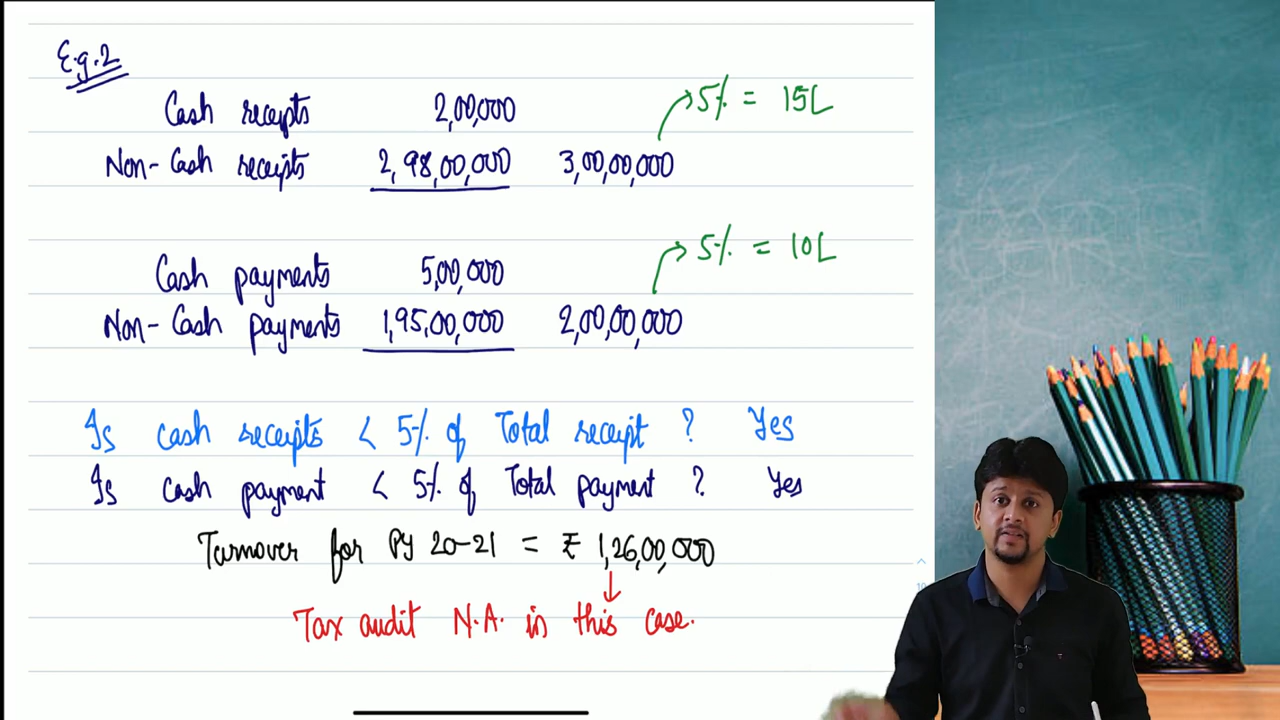 E.g.2
Cash receipts 2,00,000
→ 5% = 15L
Non-Cash receipts 2,98,00,000 3,00,00,000
→ 5% = 10L
Cash payments 5,00,000
Non-Cash payments 1,95,00,000 2,00,00,000
Is cash receipts < 5% of Total receipt ? Yes
Is cash payment < 5% of Total payment ? Yes
Turnover for PY 20-21 = ₹ 1,26,00,000
Tax audit N.A. in this case.